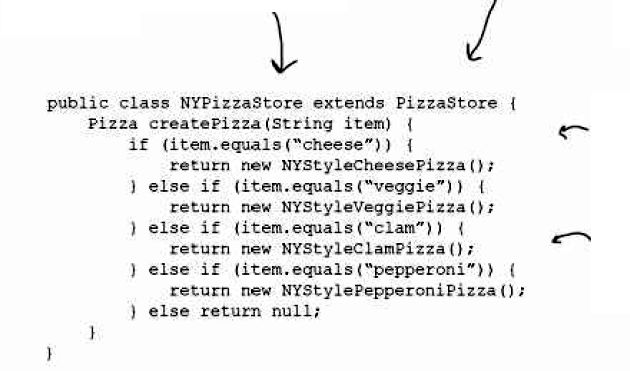 public class NYPizzaStore extends PizzaStore {
Pizza createPizza(String item) {
if (item.equals(“cheese”)) {
return new NYStyleCheesePizza();
} else if (item.equals(“veggie”)) {
return new NYStyleVeggiePizza();
} else if (item.equals(“clam”)) {
return new NYStyleClamPizza();
} else if (item.equals(“pepperoni”)) {
return new NYStylePepperoniPizza();
} else return null;
}
}